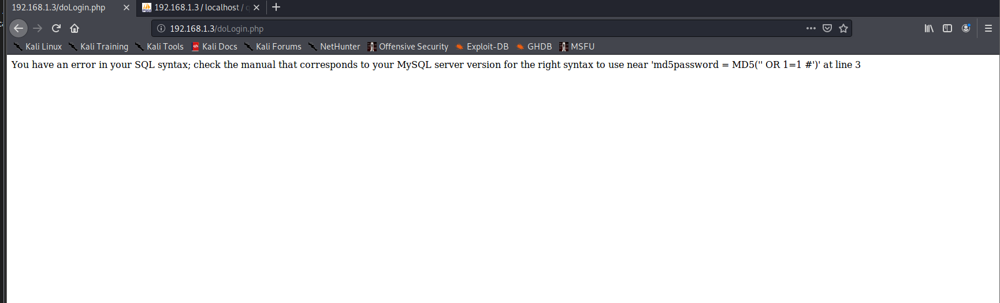 192.168.1.3/doLogin.php
192.168.1.3 / localhost /
192.168.1.3/doLogin.php
Kali Linux Kali Training Kali Tools Kali Docs Kali Forums NetHunter Offensive Security Exploit-DB GHDB MSFU
You have an error in your SQL syntax; check the manual that corresponds to your MySQL server version for the right syntax to use near 'md5password = MD5('' OR 1=1 #')' at line 3